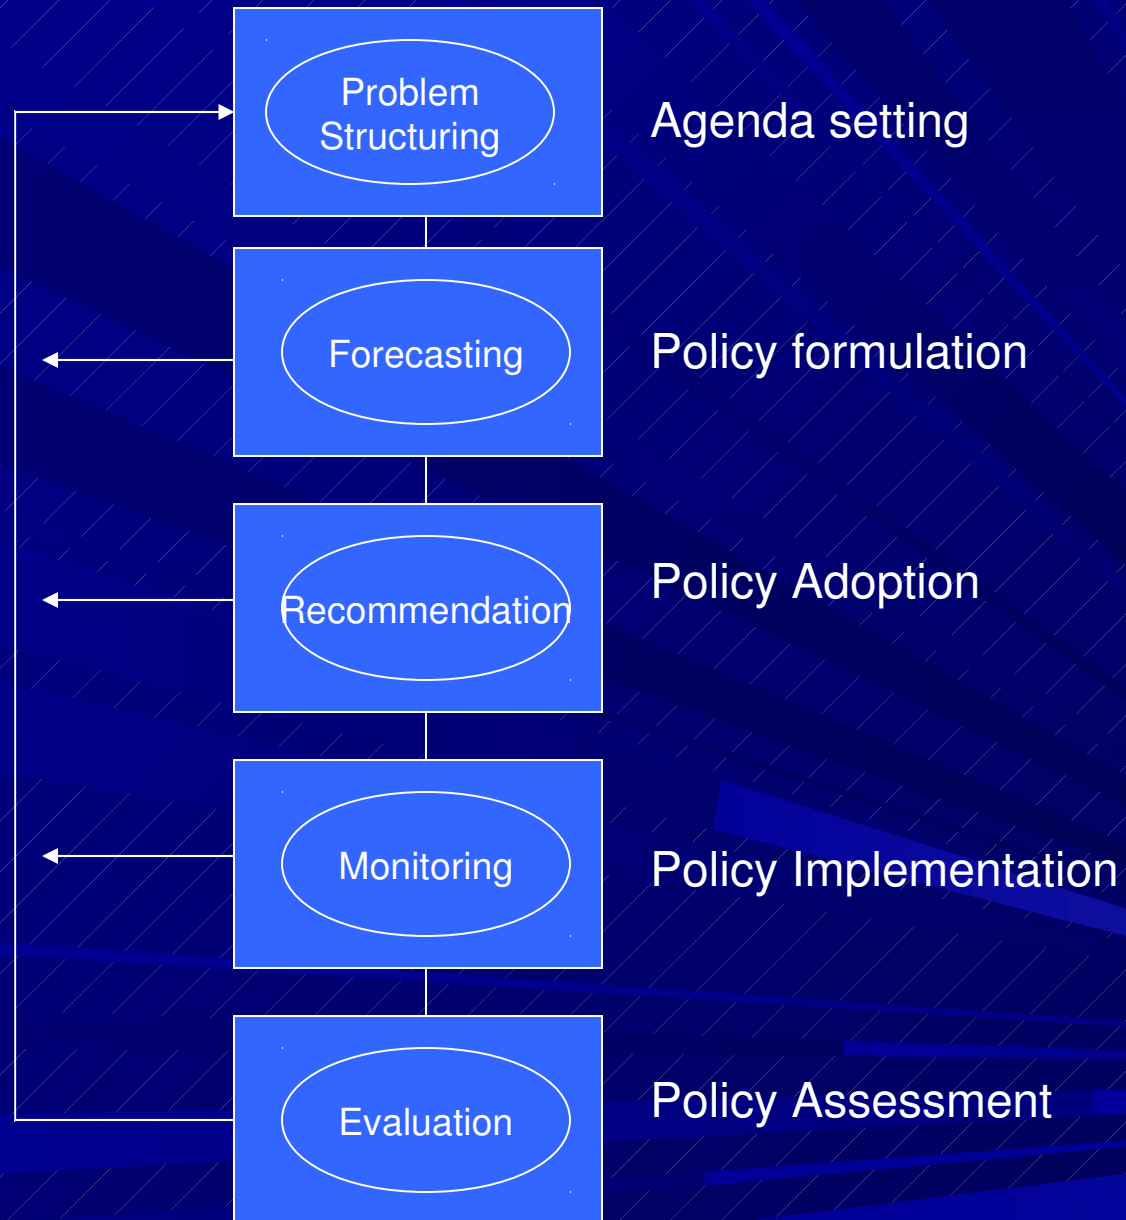 Problem
Structuring
Agenda setting
Forecasting
Policy formulation
Recommendation
Policy Adoption
Monitoring
Policy Implementation
Evaluation
Policy Assessment